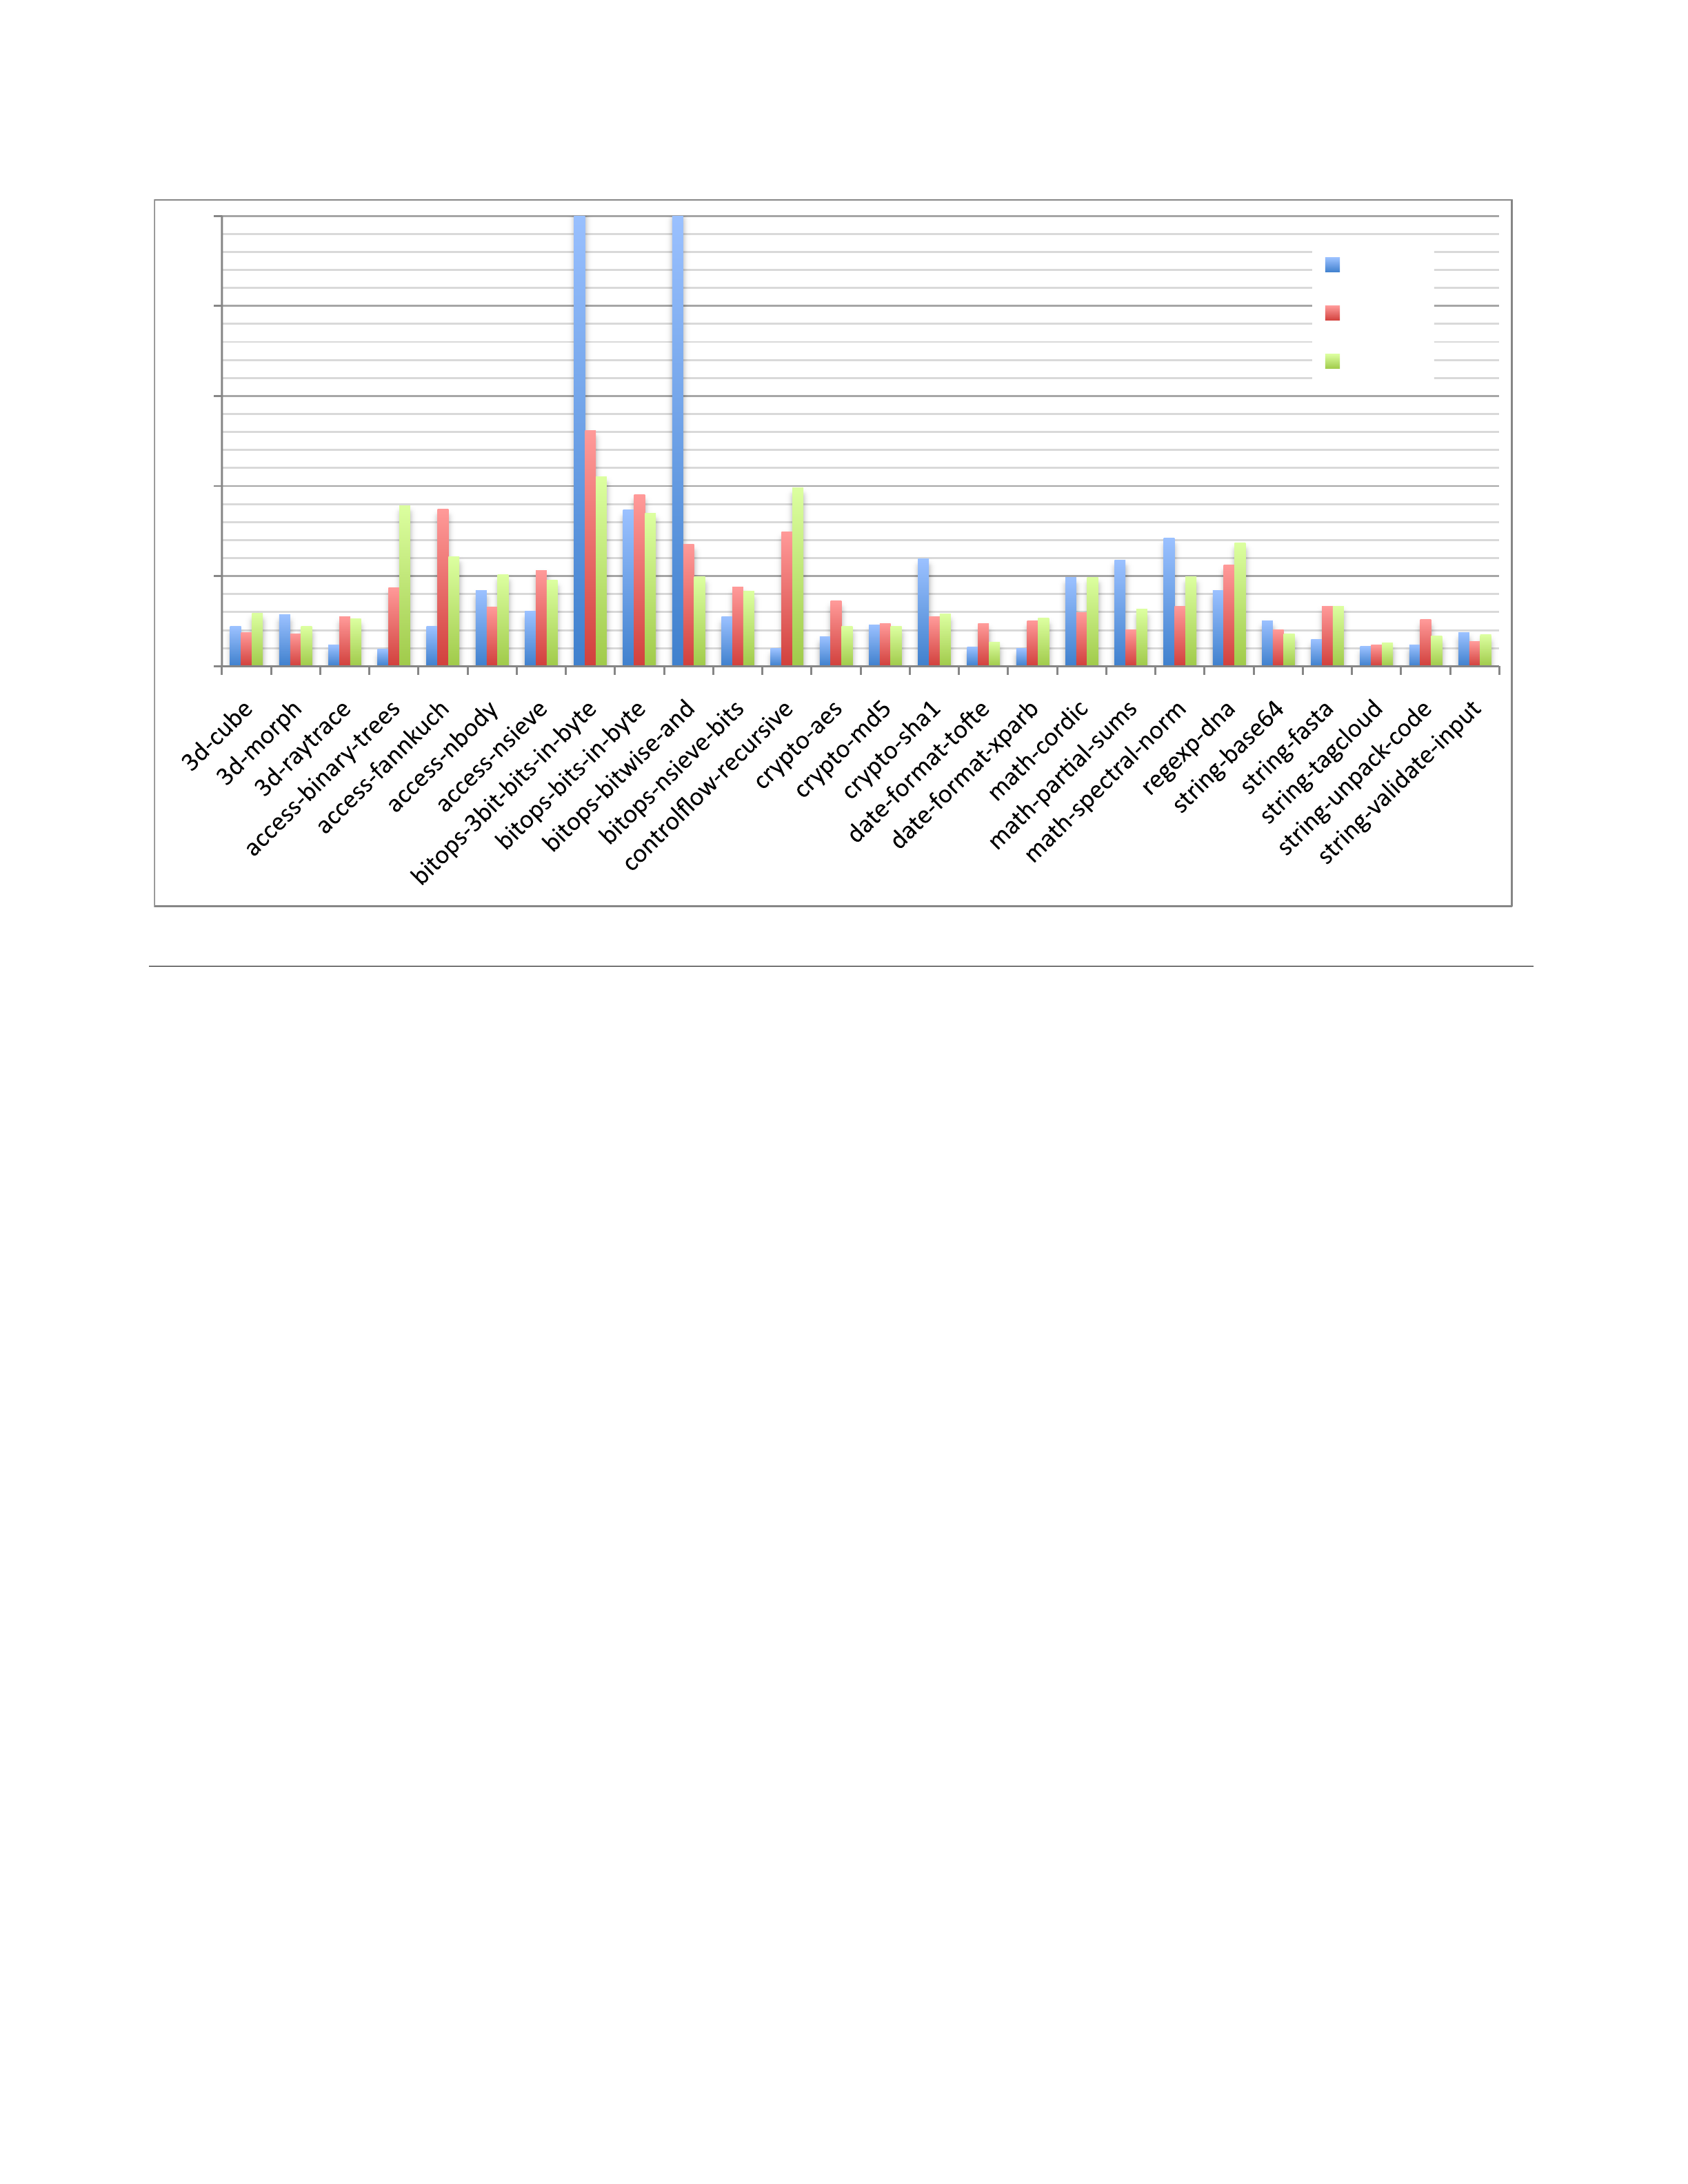 3d-cube
3d-morph
3d-raytrace
access-binary-trees
access-fannkuch
access-nbody
access-nsieve
bitops-3bit-bits-in-byte
bitops-bits-in-byte
bitops-bitwise-and
bitops-nsieve-bits
controlflow-recursive
crypto-aes
crypto-md5
crypto-sha1
date-format-tofte
date-format-xparb
math-cordic
math-partial-sums
math-spectral-norm
regexp-dna
string-base64
string-fasta
string-tagcloud
string-unpack-code
string-validate-input